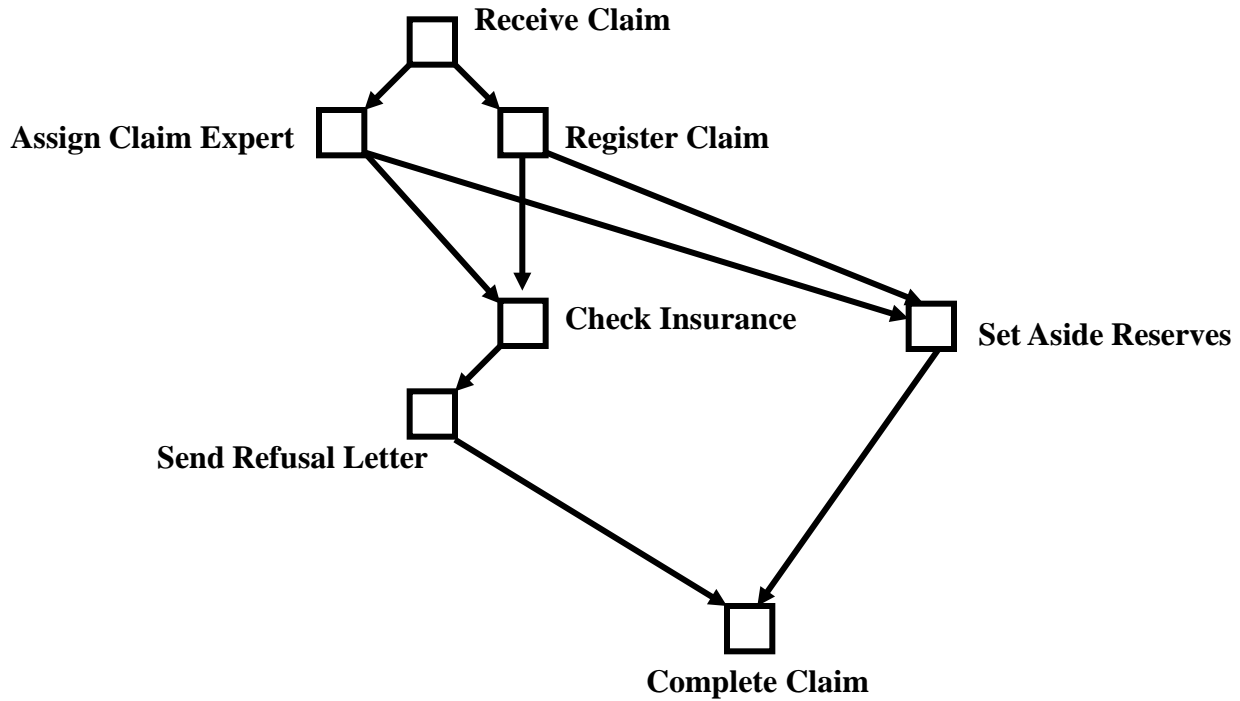 Receive Claim
Assign Claim Expert
Register Claim
Check Insurance
Set Aside Reserves
Send Refusal Letter
Complete Claim